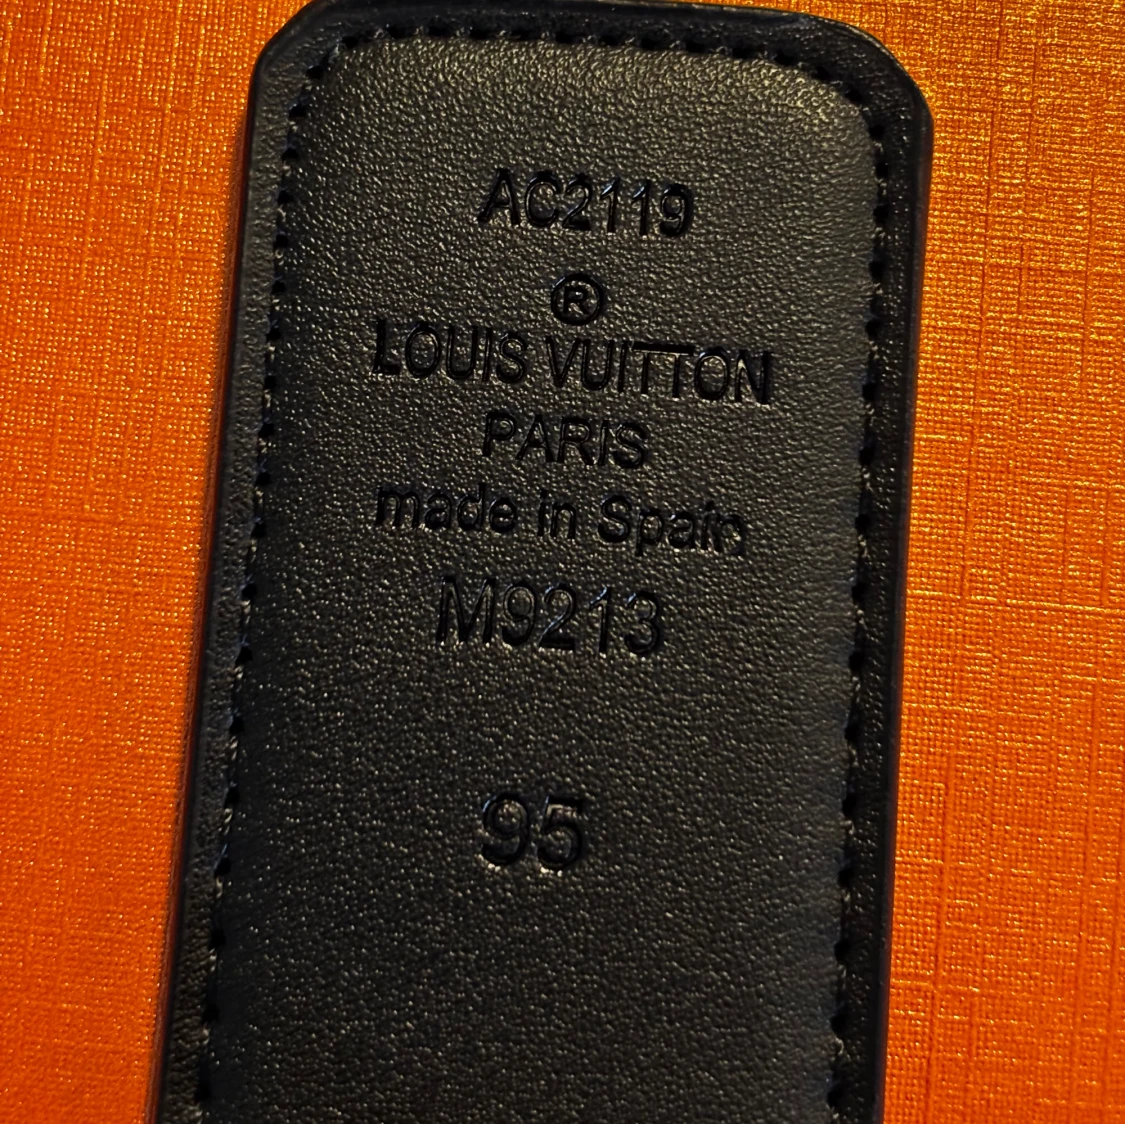 AC2119
®
LOUIS VUITTON
PARIS
made in Spain
M9213
95